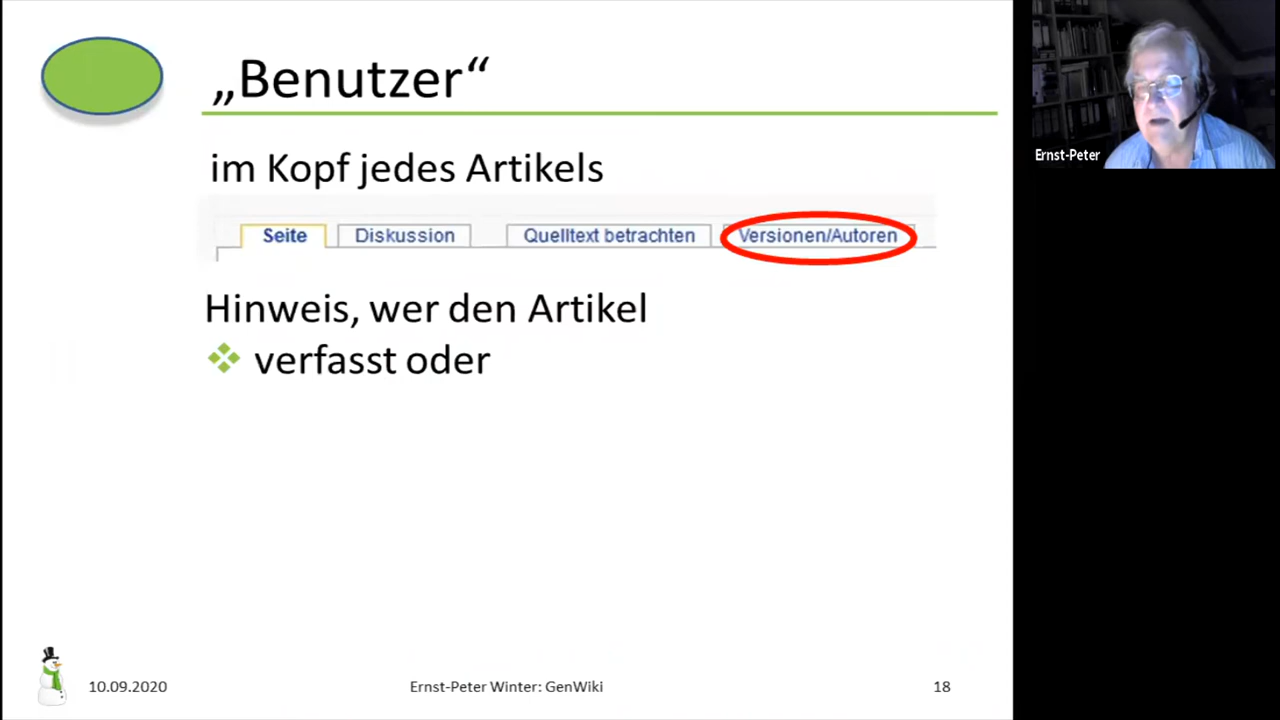 „Benutzer“
im Kopf jedes Artikels
Seite Diskussion Quelltext betrachten Versionen/Autoren
Hinweis, wer den Artikel
verfasst oder
10.09.2020 Ernst-Peter Winter: GenWiki 18
Ernst-Peter